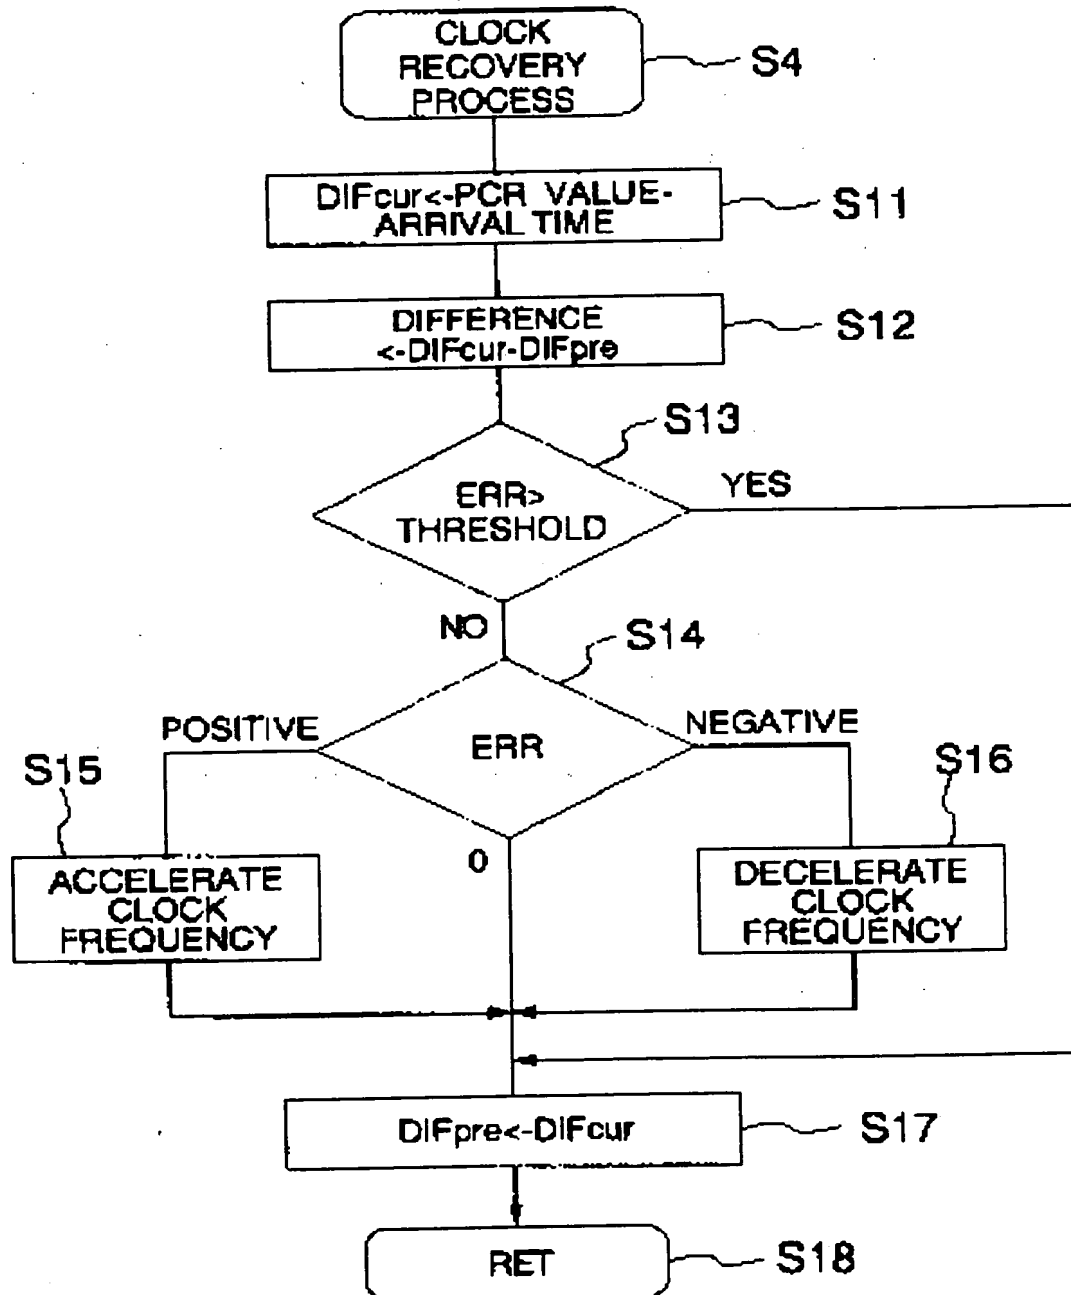 CLOCK
RECOVERY
PROCESS
S4
DIFcur<-PCR VALUE-
ARRIVAL TIME
S11
DIFFERENCE
<-DIFcur-DIFpre
S12
S13
ERR>
THRESHOLD
YES
NO
S14
POSITIVE
ERR
NEGATIVE
S15
S16
0
ACCELERATE
CLOCK
FREQUENCY
DECELERATE
CLOCK
FREQUENCY
DIFpre<-DIFcur
S17
RET
S18